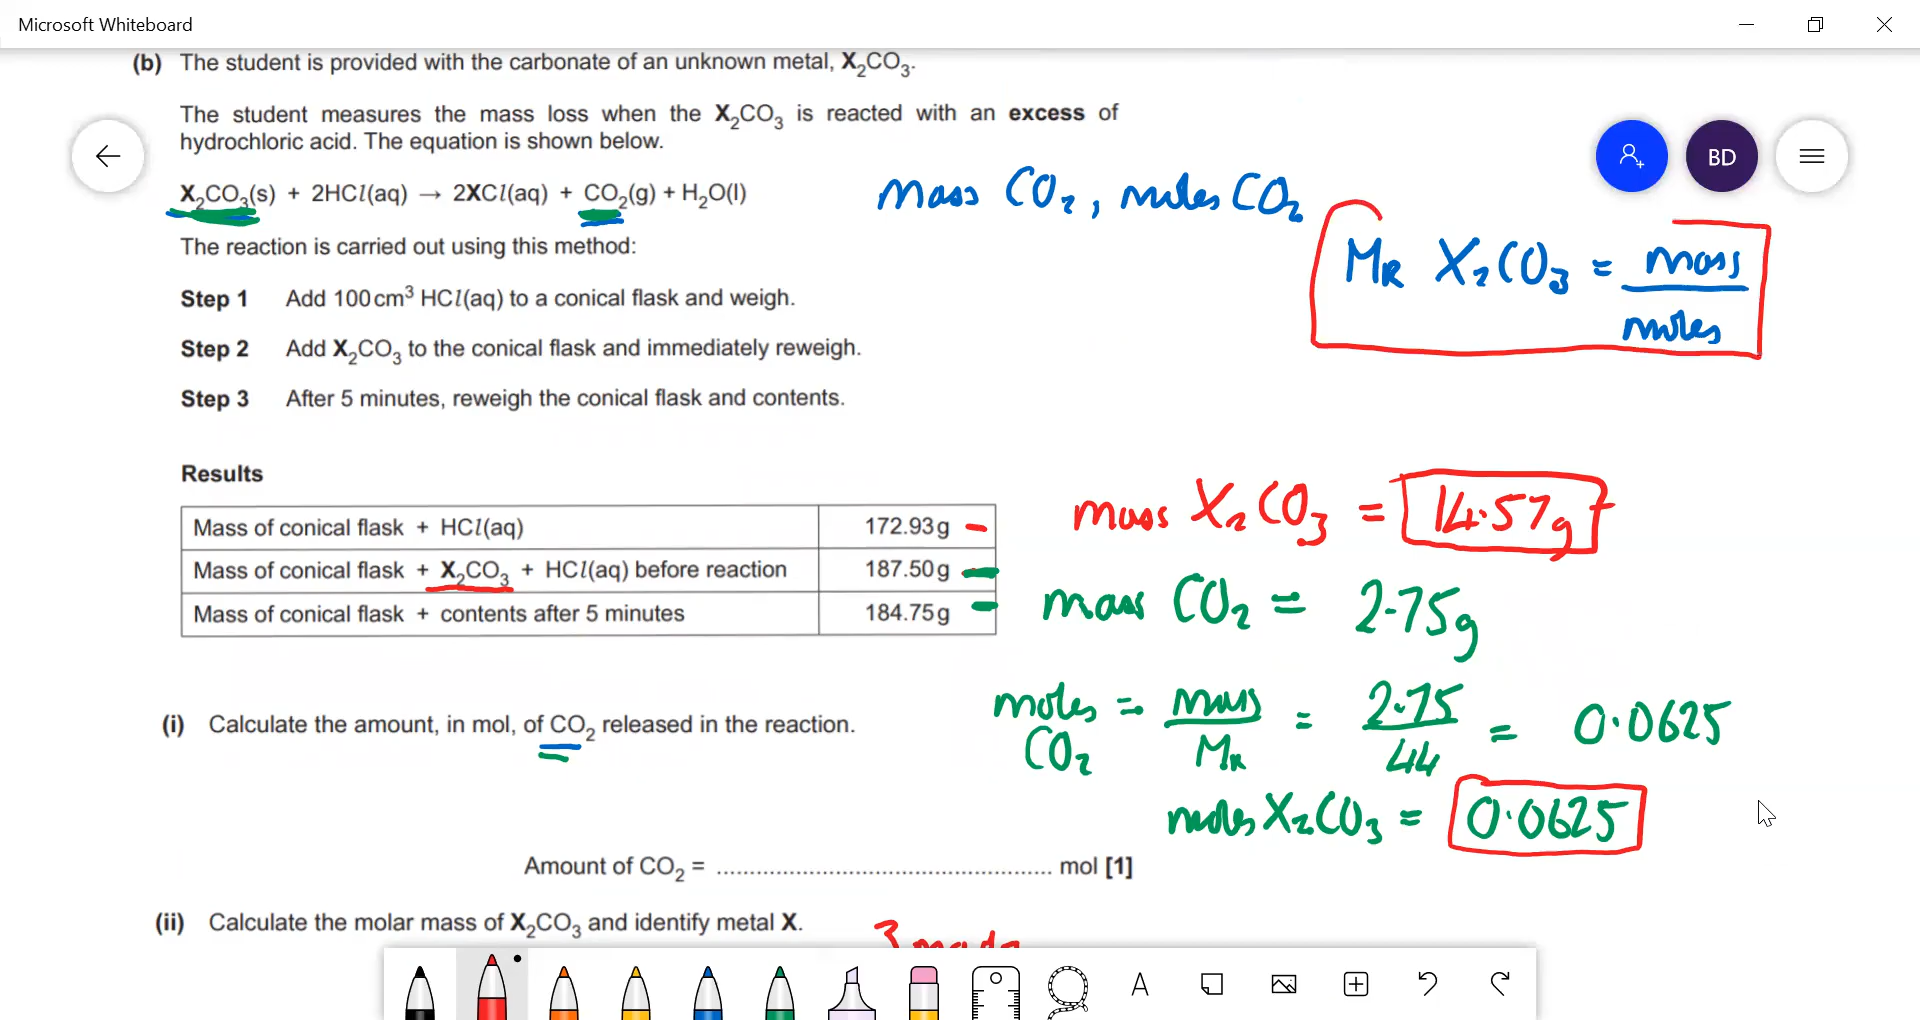 Microsoft Whiteboard
(b) The student is provided with the carbonate of an unknown metal, X₂CO₃.
The student measures the mass loss when the X₂CO₃ is reacted with an excess of
hydrochloric acid. The equation is shown below.
BD
X₂CO₃(s) + 2HCl(aq) → 2XCl(aq) + CO₂(g) + H₂O(l)
mass CO₂, moles CO₂
The reaction is carried out using this method:
MR X₂CO₃ = mass
moles
Step 1 Add 100 cm³ HCl(aq) to a conical flask and weigh.
Step 2 Add X₂CO₃ to the conical flask and immediately reweigh.
Step 3 After 5 minutes, reweigh the conical flask and contents.
Results
Mass of conical flask + HCl(aq) 172.93 g
Mass of conical flask + X₂CO₃ + HCl(aq) before reaction 187.50 g
Mass of conical flask + contents after 5 minutes 184.75 g
mass X₂CO₃ = 14.57g
mass CO₂ = 2.75g
moles CO₂ = mass / MR = 2.75 / 44 = 0.0625
moles X₂CO₃ = 0.0625
(i) Calculate the amount, in mol, of CO₂ released in the reaction.
Amount of CO₂ = .................................................. mol [1]
(ii) Calculate the molar mass of X₂CO₃ and identify metal X.
3
A